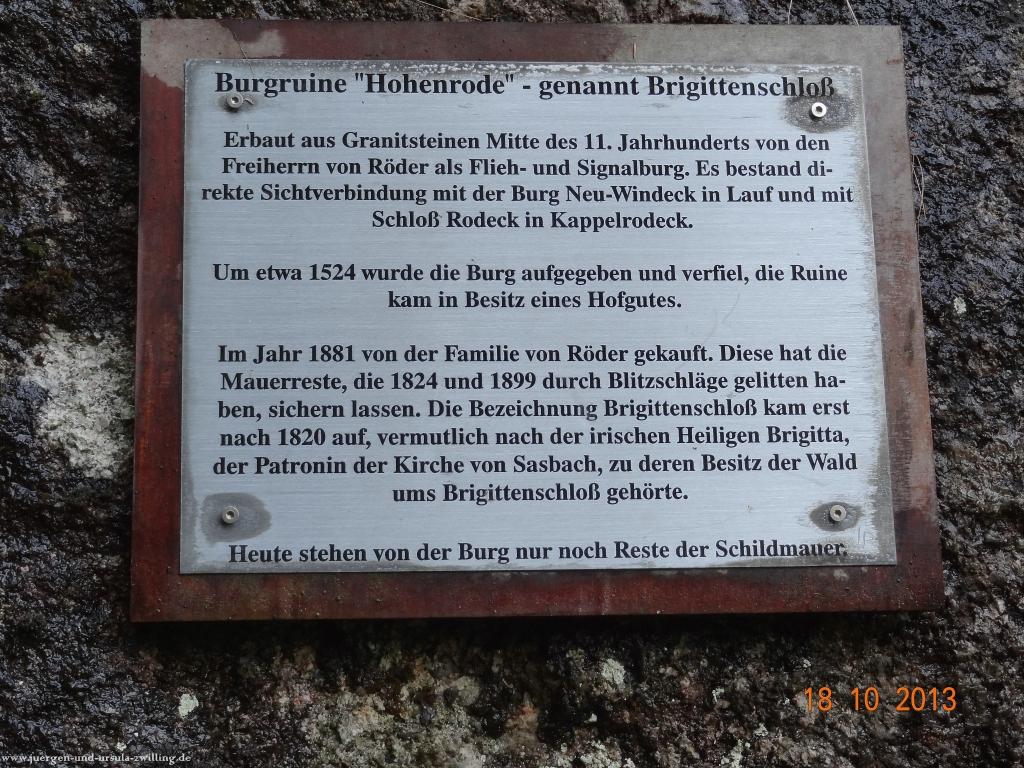 Burgruine "Hohenrode" - genannt Brigittenschloß
Erbaut aus Granitsteinen Mitte des 11. Jahrhunderts von den
Freiherrn von Röder als Flieh- und Signalburg. Es bestand di-
rekte Sichtverbindung mit der Burg Neu-Windeck in Lauf und mit
Schloß Rodeck in Kappelrodeck.
Um etwa 1524 wurde die Burg aufgegeben und verfiel, die Ruine
kam in Besitz eines Hofgutes.
Im Jahr 1881 von der Familie von Röder gekauft. Diese hat die
Mauerreste, die 1824 und 1899 durch Blitzschläge gelitten ha-
ben, sichern lassen. Die Bezeichnung Brigittenschloß kam erst
nach 1820 auf, vermutlich nach der irischen Heiligen Brigitta,
der Patronin der Kirche von Sasbach, zu deren Besitz der Wald
ums Brigittenschloß gehörte.
Heute stehen von der Burg nur noch Reste der Schildmauer.
18 10 2013
www.juergen-und-ursula-zwilling.de